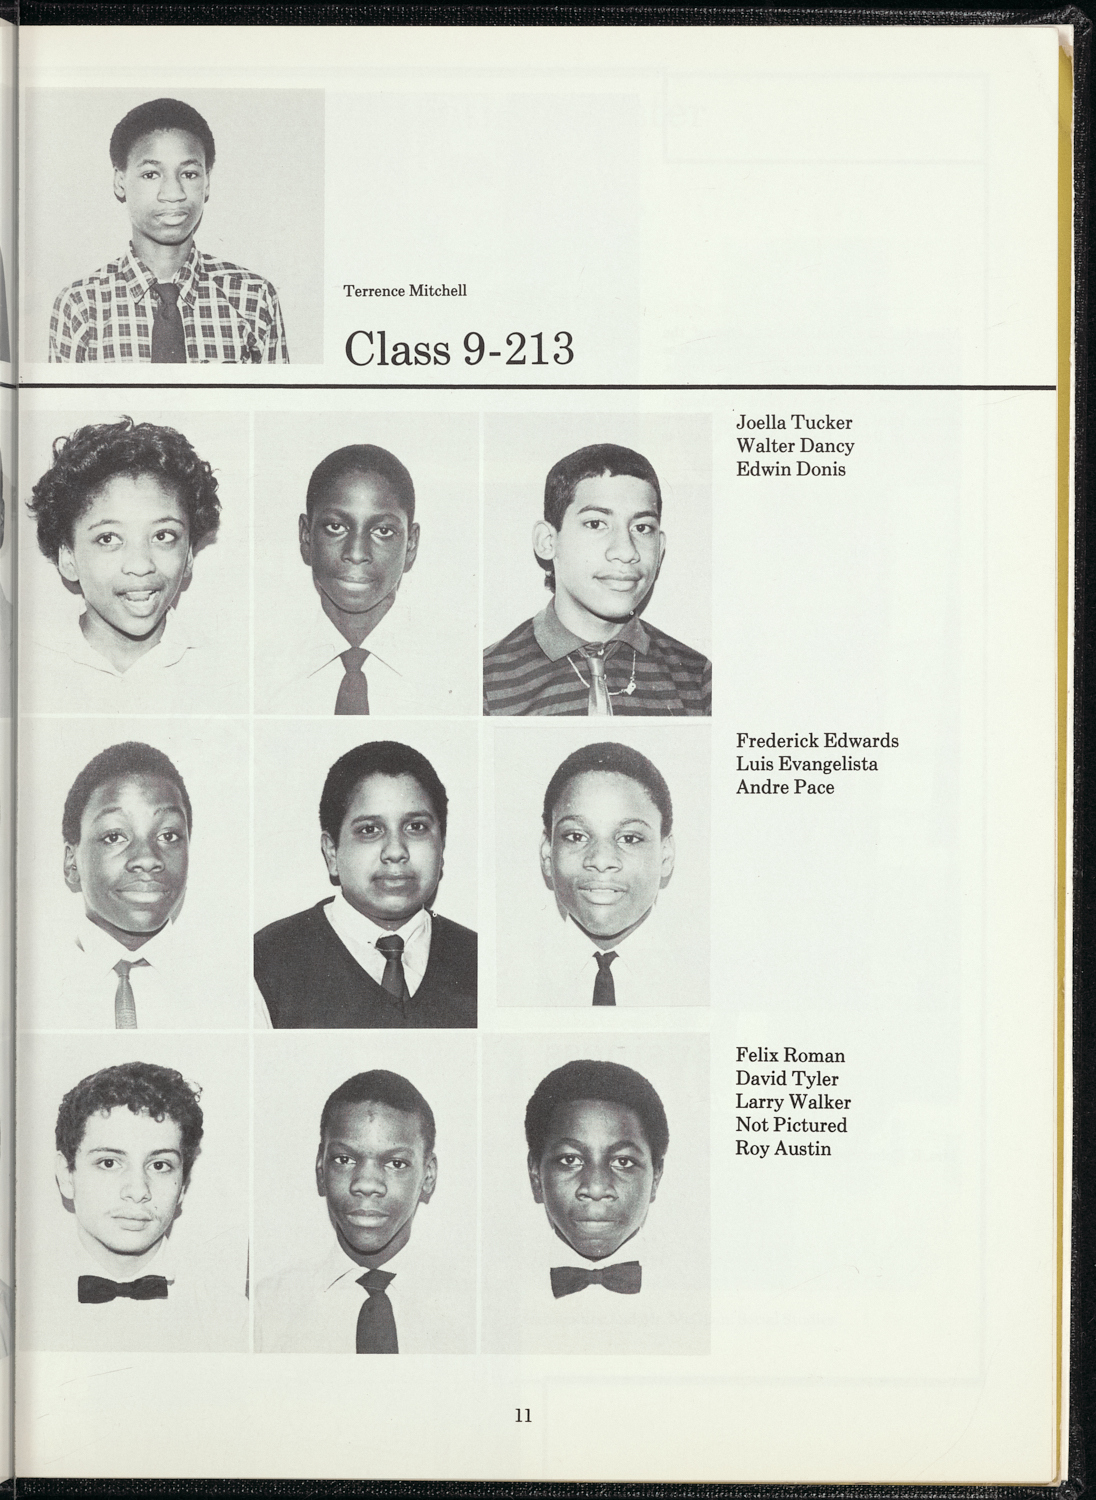 Terrence Mitchell
Class 9-213
Joella Tucker
Walter Dancy
Edwin Donis
Frederick Edwards
Luis Evangelista
Andre Pace
Felix Roman
David Tyler
Larry Walker
Not Pictured
Roy Austin
11